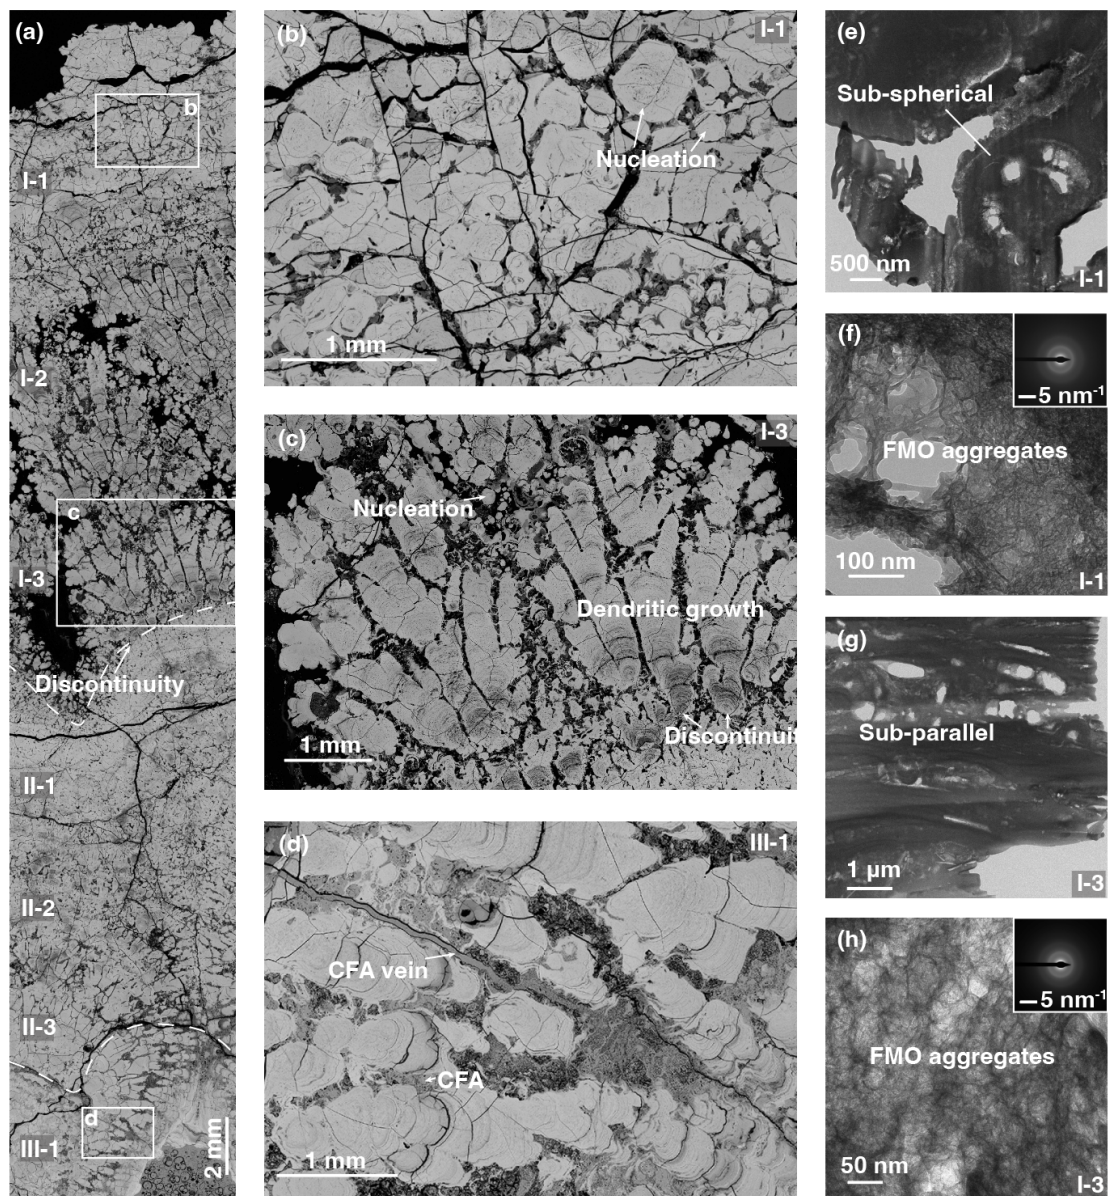 (a)
b
I-1
I-2
c
I-3
Discontinuity
II-1
II-2
II-3
d
III-1
2 mm
(b)
I-1
Nucleation
1 mm
(c)
I-3
Nucleation
Dendritic growth
Discontinuit
1 mm
(d)
III-1
CFA vein
CFA
1 mm
(e)
Sub-spherical
500 nm
I-1
(f)
5 nm⁻¹
FMO aggregates
100 nm
I-1
(g)
Sub-parallel
1 µm
I-3
(h)
5 nm⁻¹
FMO aggregates
50 nm
I-3